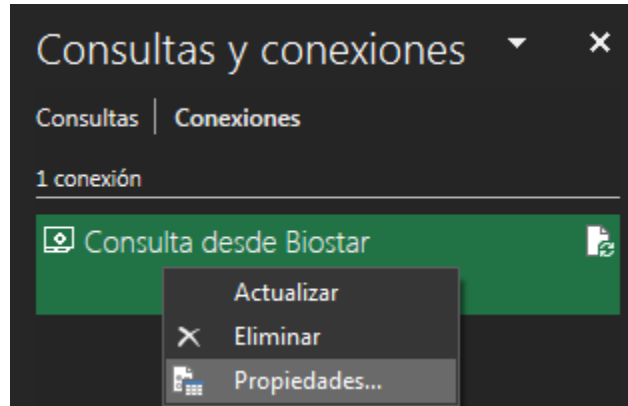 Consultas y conexiones
Consultas | Conexiones
1 conexión
Consulta desde Biostar
Actualizar
Eliminar
Propiedades...